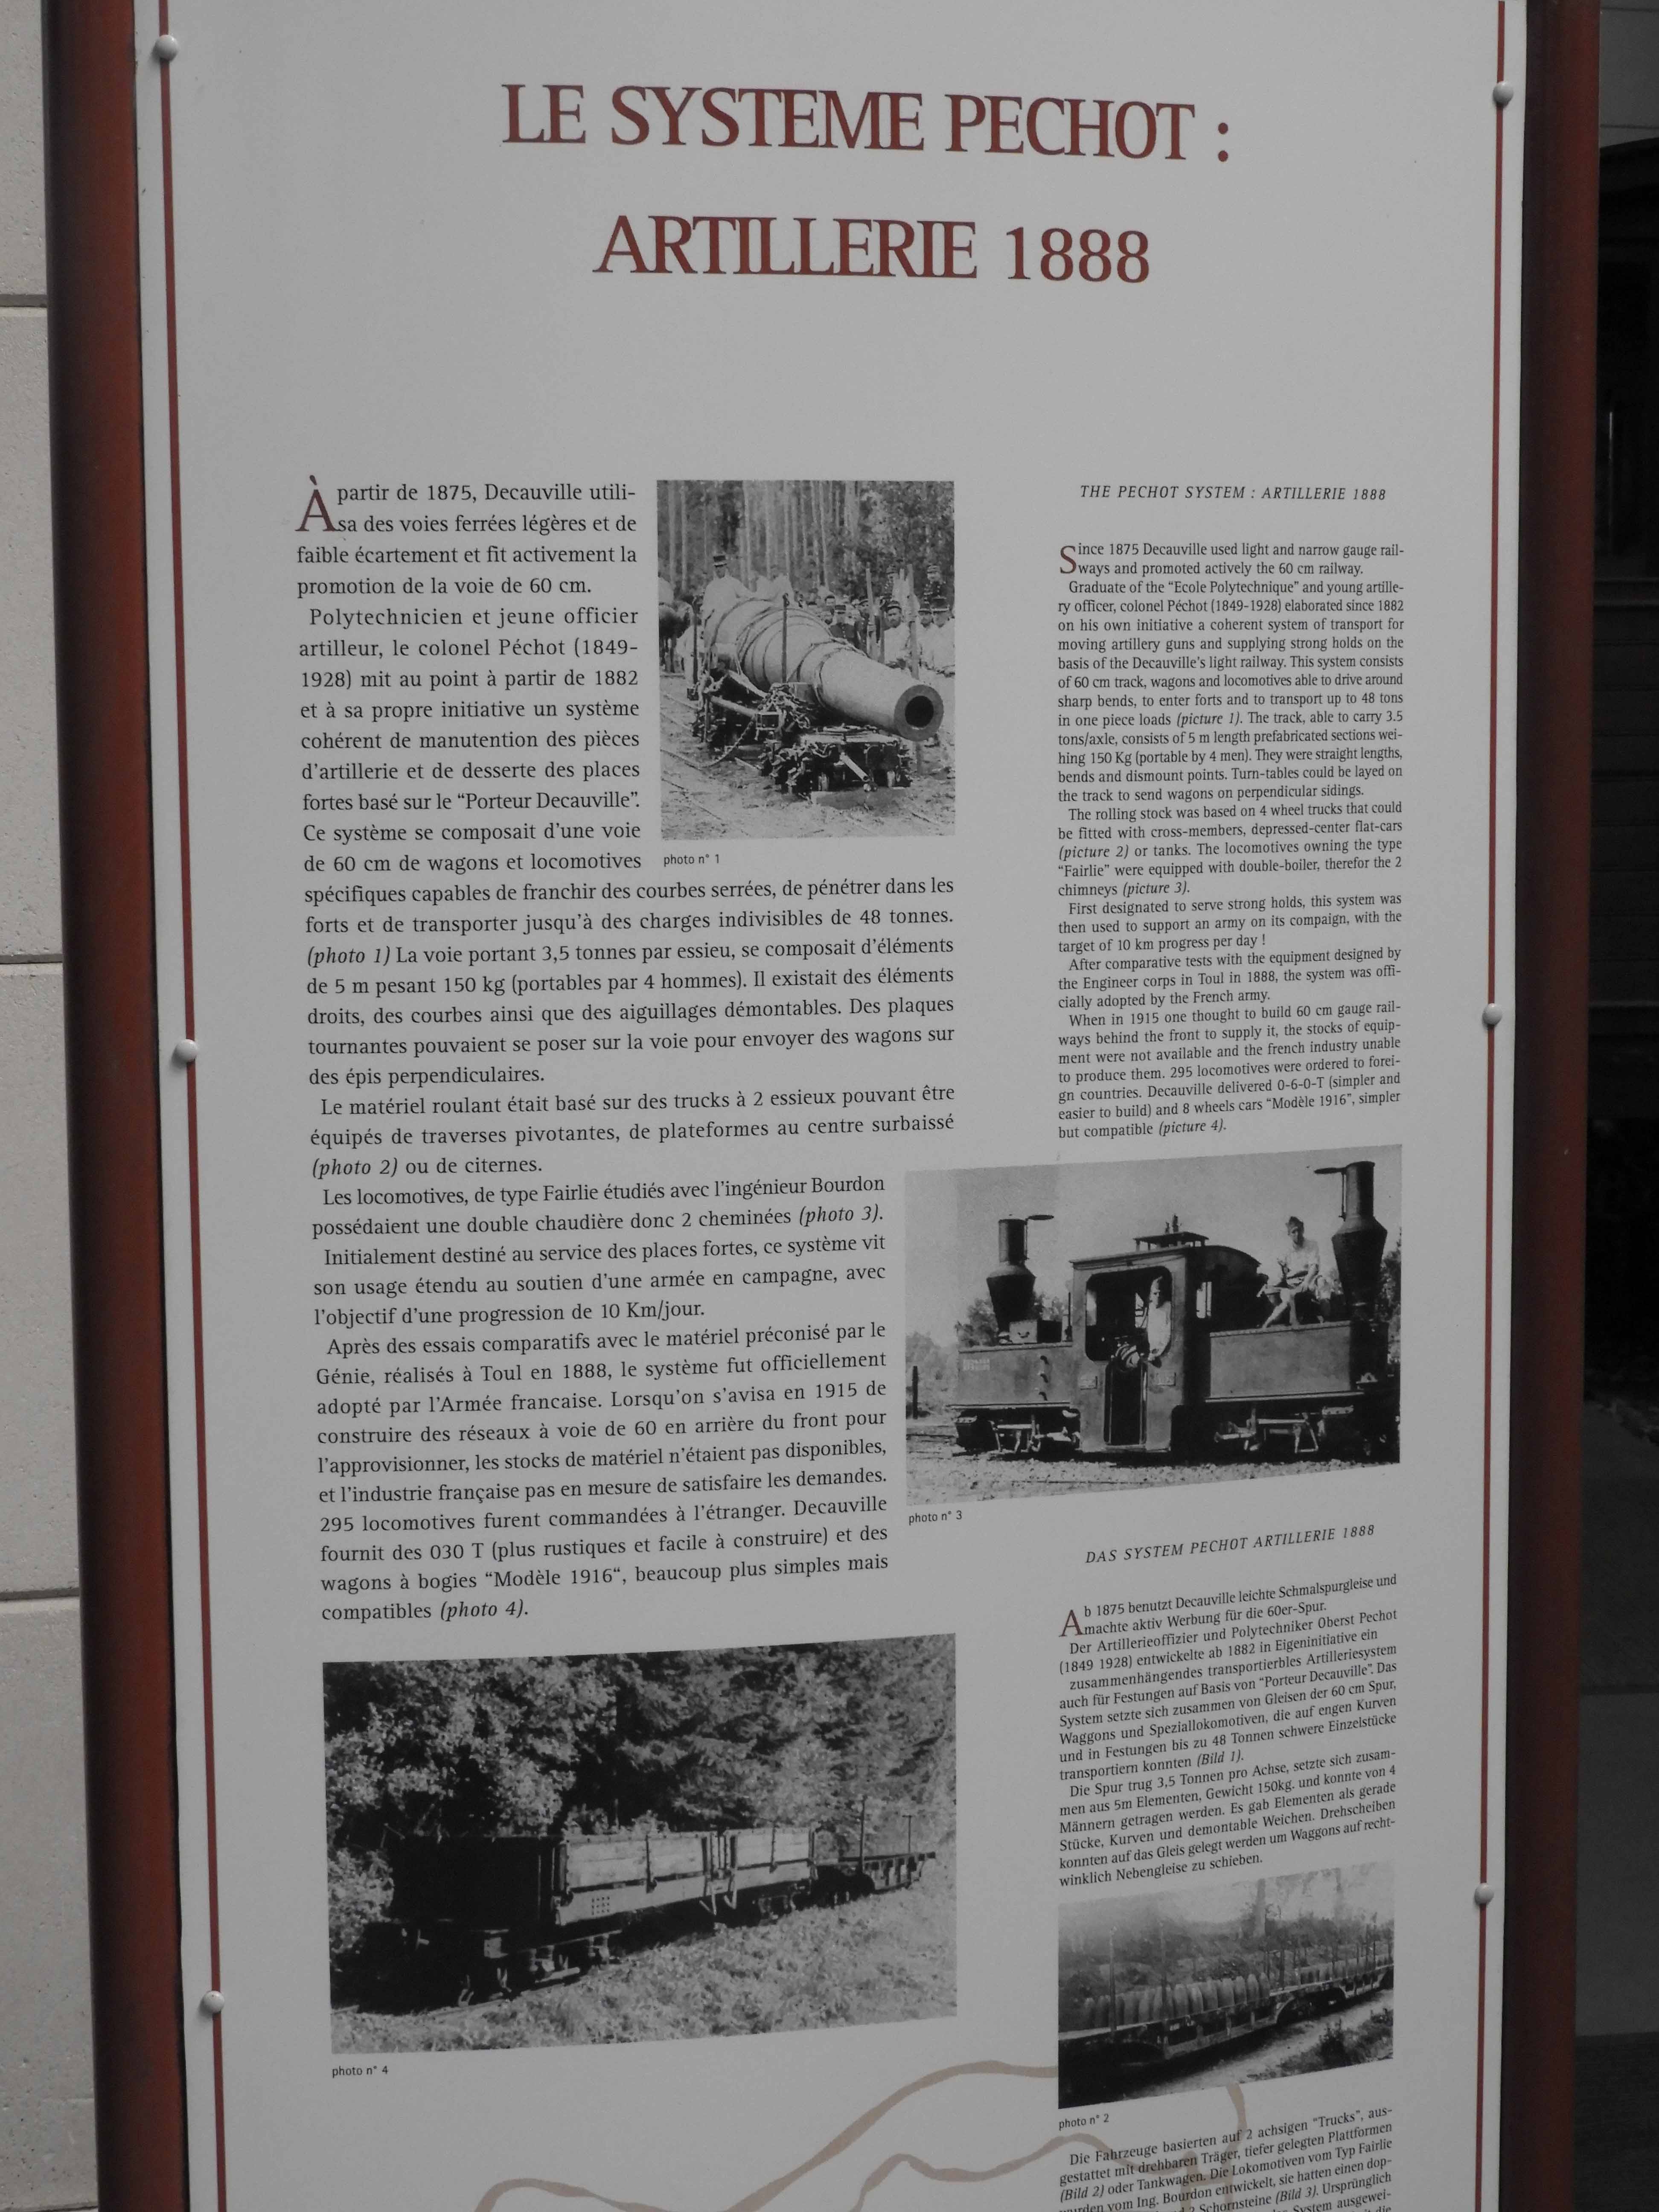 LE SYSTEME PECHOT :
ARTILLERIE 1888
À partir de 1875, Decauville utili-
sa des voies ferrées légères et de
faible écartement et fit activement la
promotion de la voie de 60 cm.
Polytechnicien et jeune officier
artilleur, le colonel Péchot (1849-
1928) mit au point à partir de 1882
et à sa propre initiative un système
cohérent de manutention des pièces
d'artillerie et de desserte des places
fortes basé sur le “Porteur Decauville”.
Ce système se composait d'une voie
de 60 cm de wagons et locomotives
photo n° 1
spécifiques capables de franchir des courbes serrées, de pénétrer dans les
forts et de transporter jusqu'à des charges indivisibles de 48 tonnes.
(photo 1) La voie portant 3,5 tonnes par essieu, se composait d'éléments
de 5 m pesant 150 kg (portables par 4 hommes). Il existait des éléments
droits, des courbes ainsi que des aiguillages démontables. Des plaques
tournantes pouvaient se poser sur la voie pour envoyer des wagons sur
des épis perpendiculaires.
Le matériel roulant était basé sur des trucks à 2 essieux pouvant être
équipés de traverses pivotantes, de plateformes au centre surbaissé
(photo 2) ou de citernes.
Les locomotives, de type Fairlie étudiés avec l'ingénieur Bourdon
possédaient une double chaudière donc 2 cheminées (photo 3).
Initialement destiné au service des places fortes, ce système vit
son usage étendu au soutien d'une armée en campagne, avec
l'objectif d'une progression de 10 Km/jour.
Après des essais comparatifs avec le matériel préconisé par le
Génie, réalisés à Toul en 1888, le système fut officiellement
adopté par l'Armée francaise. Lorsqu'on s'avisa en 1915 de
construire des réseaux à voie de 60 en arrière du front pour
l'approvisionner, les stocks de matériel n'étaient pas disponibles,
et l'industrie française pas en mesure de satisfaire les demandes.
295 locomotives furent commandées à l'étranger. Decauville
fournit des 030 T (plus rustiques et facile à construire) et des
wagons à bogies “Modèle 1916“, beaucoup plus simples mais
compatibles (photo 4).
photo n° 4
THE PECHOT SYSTEM : ARTILLERIE 1888
Since 1875 Decauville used light and narrow gauge rail-
ways and promoted actively the 60 cm railway.
Graduate of the “Ecole Polytechnique” and young artille-
ry officer, colonel Péchot (1849-1928) elaborated since 1882
on his own initiative a coherent system of transport for
moving artillery guns and supplying strong holds on the
basis of the Decauville's light railway. This system consists
of 60 cm track, wagons and locomotives able to drive around
sharp bends, to enter forts and to transport up to 48 tons
in one piece loads (picture 1). The track, able to carry 3.5
tons/axle, consists of 5 m length prefabricated sections wei-
hing 150 Kg (portable by 4 men). They were straight lengths,
bends and dismount points. Turn-tables could be layed on
the track to send wagons on perpendicular sidings.
The rolling stock was based on 4 wheel trucks that could
be fitted with cross-members, depressed-center flat-cars
(picture 2) or tanks. The locomotives owning the type
“Fairlie” were equipped with double-boiler, therefor the 2
chimneys (picture 3).
First designated to serve strong holds, this system was
then used to support an army on its compaign, with the
target of 10 km progress per day !
After comparative tests with the equipment designed by
the Engineer corps in Toul in 1888, the system was offi-
cially adopted by the French army.
When in 1915 one thought to build 60 cm gauge rail-
ways behind the front to supply it, the stocks of equip-
ment were not available and the french industry unable
to produce them. 295 locomotives were ordered to forei-
gn countries. Decauville delivered 0-6-0-T (simpler and
easier to build) and 8 wheels cars “Modèle 1916”, simpler
but compatible (picture 4).
photo n° 3
DAS SYSTEM PECHOT ARTILLERIE 1888
Ab 1875 benutzt Decauville leichte Schmalspurgleise und
machte aktiv Werbung für die 60er-Spur.
Der Artillerieoffizier und Polytechniker Oberst Pechot
(1849 1928) entwickelte ab 1882 in Eigeninitiative ein
zusammenhängendes transportierbles Artilleriesystem
auch für Festungen auf Basis von “Porteur Decauville”. Das
System setzte sich zusammen von Gleisen der 60 cm Spur,
Waggons und Speziallokomotiven, die auf engen Kurven
und in Festungen bis zu 48 Tonnen schwere Einzelstücke
transportiern konnten (Bild 1).
Die Spur trug 3,5 Tonnen pro Achse, setzte sich zusam-
men aus 5m Elementen, Gewicht 150kg. und konnte von 4
Männern getragen werden. Es gab Elementen als gerade
Stücke, Kurven und demontable Weichen. Drehscheiben
konnten auf das Gleis gelegt werden um Waggons auf recht-
winklich Nebengleise zu schieben.
photo n° 2
Die Fahrzeuge basierten auf 2 achsigen “Trucks”, aus-
gestattet mit drehbaren Träger, tiefer gelegten Plattformen
(Bild 2) oder Tankwagen. Die Lokomotiven vom Typ Fairlie
wurden vom Ing. Bourdon entwickelt, sie hatten einen dop-
2 Schornsteine (Bild 3). Ursprünglich
System ausgewei-